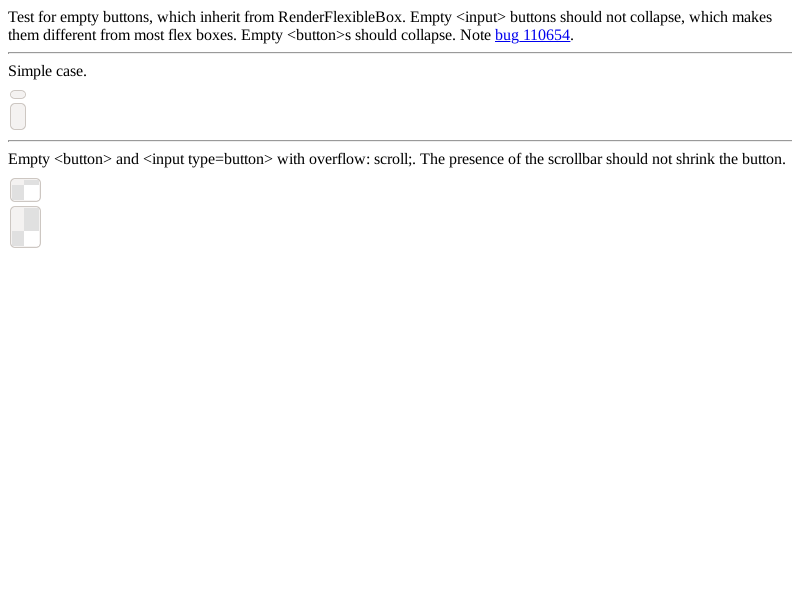 Test for empty buttons, which inherit from RenderFlexibleBox. Empty <input> buttons should not collapse, which makes
them different from most flex boxes. Empty <button>s should collapse. Note bug 110654.
Simple case.
Empty <button> and <input type=button> with overflow: scroll;. The presence of the scrollbar should not shrink the button.